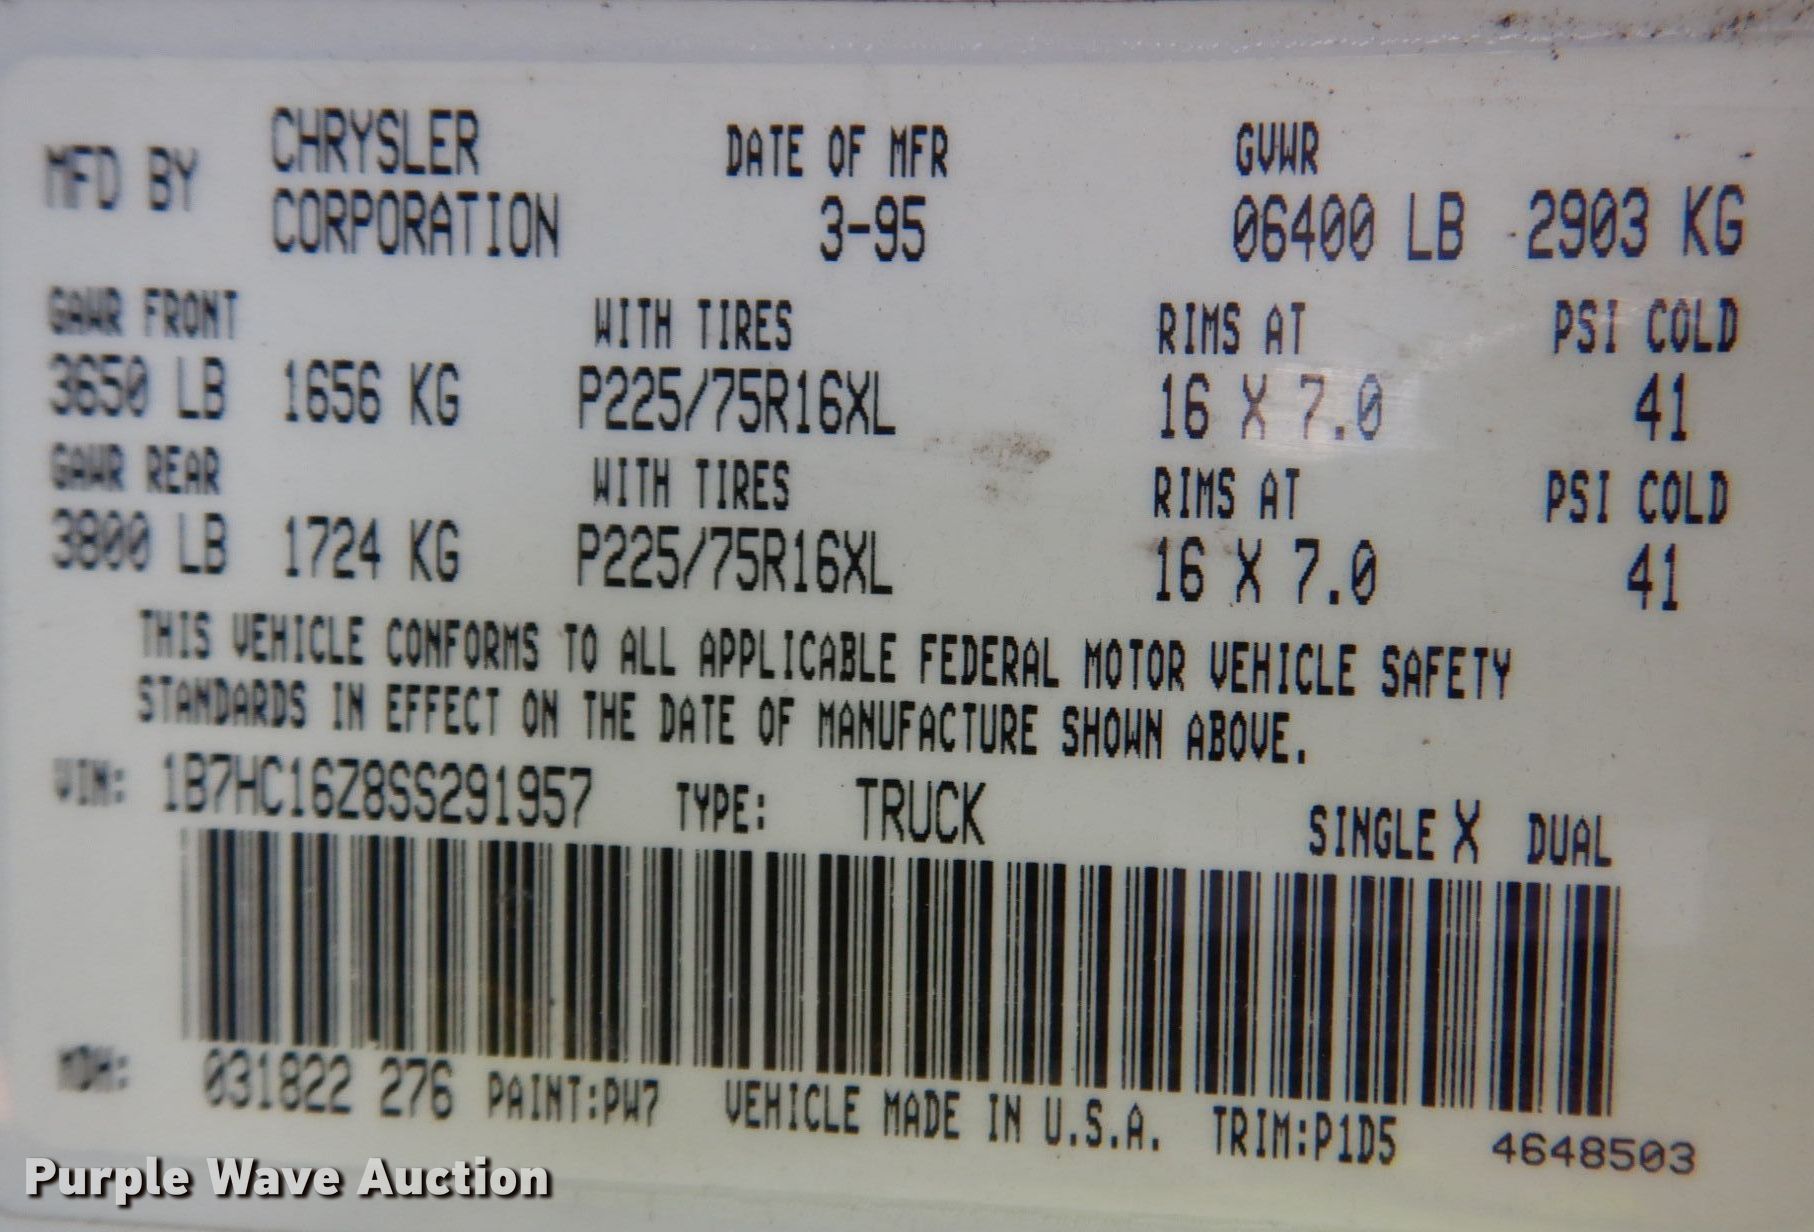 MFD BY CHRYSLER CORPORATION DATE OF MFR 3-95 GVWR 06400 LB 2903 KG
GAWR FRONT WITH TIRES RIMS AT PSI COLD
3650 LB 1656 KG P225/75R16XL 16 X 7.0 41
GAWR REAR WITH TIRES RIMS AT PSI COLD
3800 LB 1724 KG P225/75R16XL 16 X 7.0 41
THIS VEHICLE CONFORMS TO ALL APPLICABLE FEDERAL MOTOR VEHICLE SAFETY
STANDARDS IN EFFECT ON THE DATE OF MANUFACTURE SHOWN ABOVE.
VIN: 1B7HC16Z8SS291957 TYPE: TRUCK SINGLE X DUAL
MDH: 031822 276 PAINT:PW7 VEHICLE MADE IN U.S.A. TRIM:P1D5 4648503
Purple Wave Auction